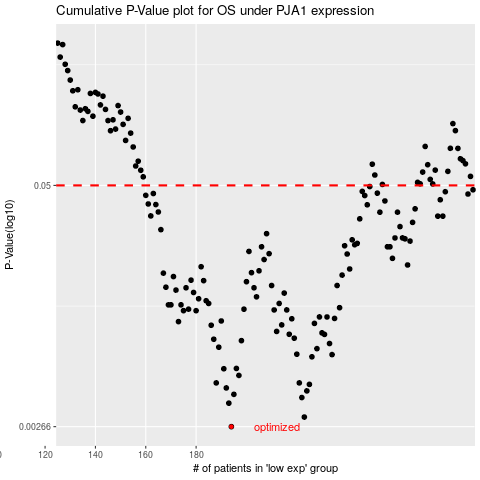 Cumulative P-Value plot for OS under PJA1 expression
0.05
P-Value(log10)
0.00266
optimized
0 120 140 160 180
# of patients in 'low exp' group